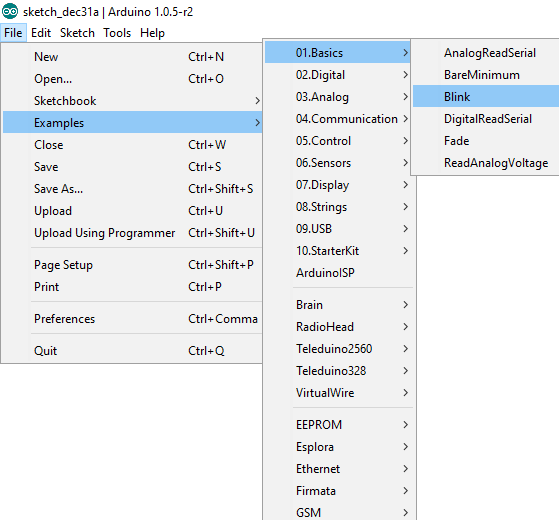 sketch_dec31a | Arduino 1.0.5-r2
File Edit Sketch Tools Help
New Ctrl+N
Open... Ctrl+O
Sketchbook
Examples
Close Ctrl+W
Save Ctrl+S
Save As... Ctrl+Shift+S
Upload Ctrl+U
Upload Using Programmer Ctrl+Shift+U
Page Setup Ctrl+Shift+P
Print Ctrl+P
Preferences Ctrl+Comma
Quit Ctrl+Q
01.Basics
02.Digital
03.Analog
04.Communication
05.Control
06.Sensors
07.Display
08.Strings
09.USB
10.StarterKit
ArduinoISP
Brain
RadioHead
Teleduino2560
Teleduino328
VirtualWire
EEPROM
Esplora
Ethernet
Firmata
GSM
AnalogReadSerial
BareMinimum
Blink
DigitalReadSerial
Fade
ReadAnalogVoltage